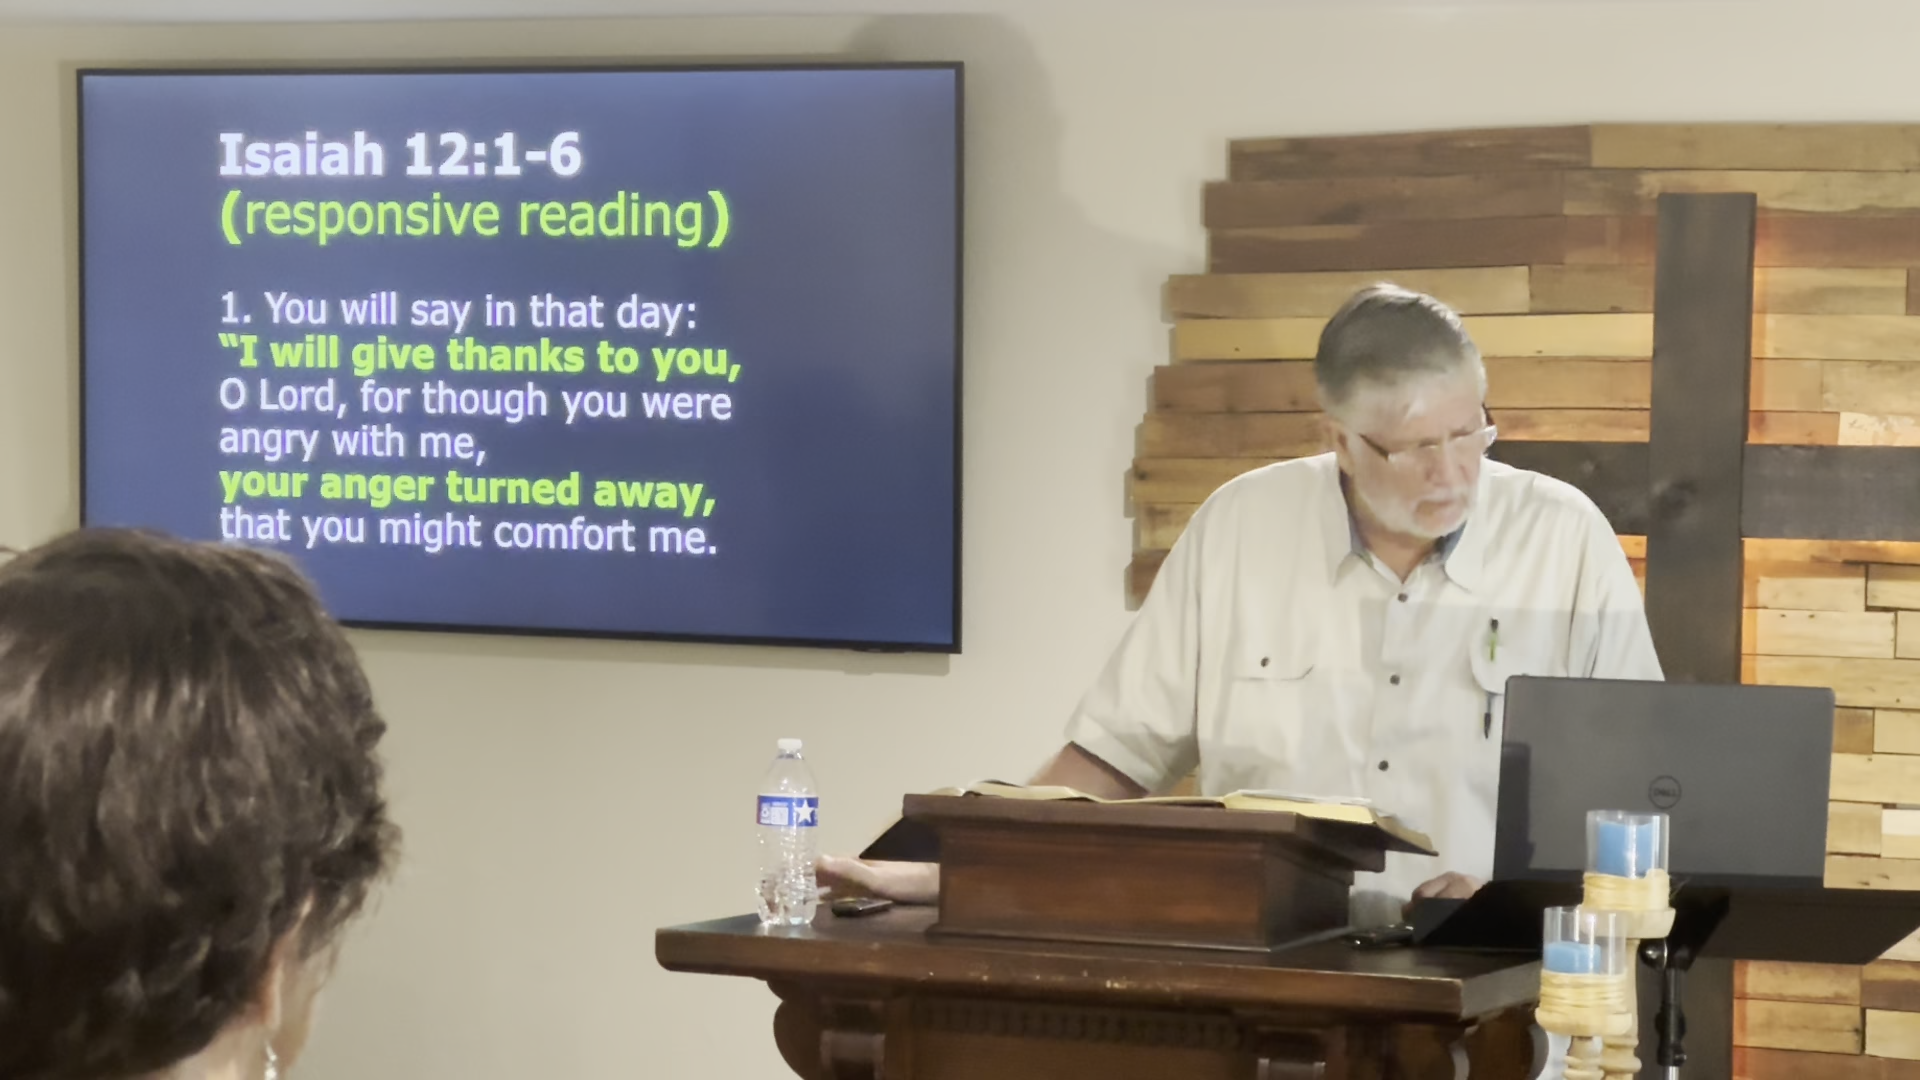 Isaiah 12:1-6
(responsive reading)
1. You will say in that day:
“I will give thanks to you,
O Lord, for though you were
angry with me,
your anger turned away,
that you might comfort me.
DELL